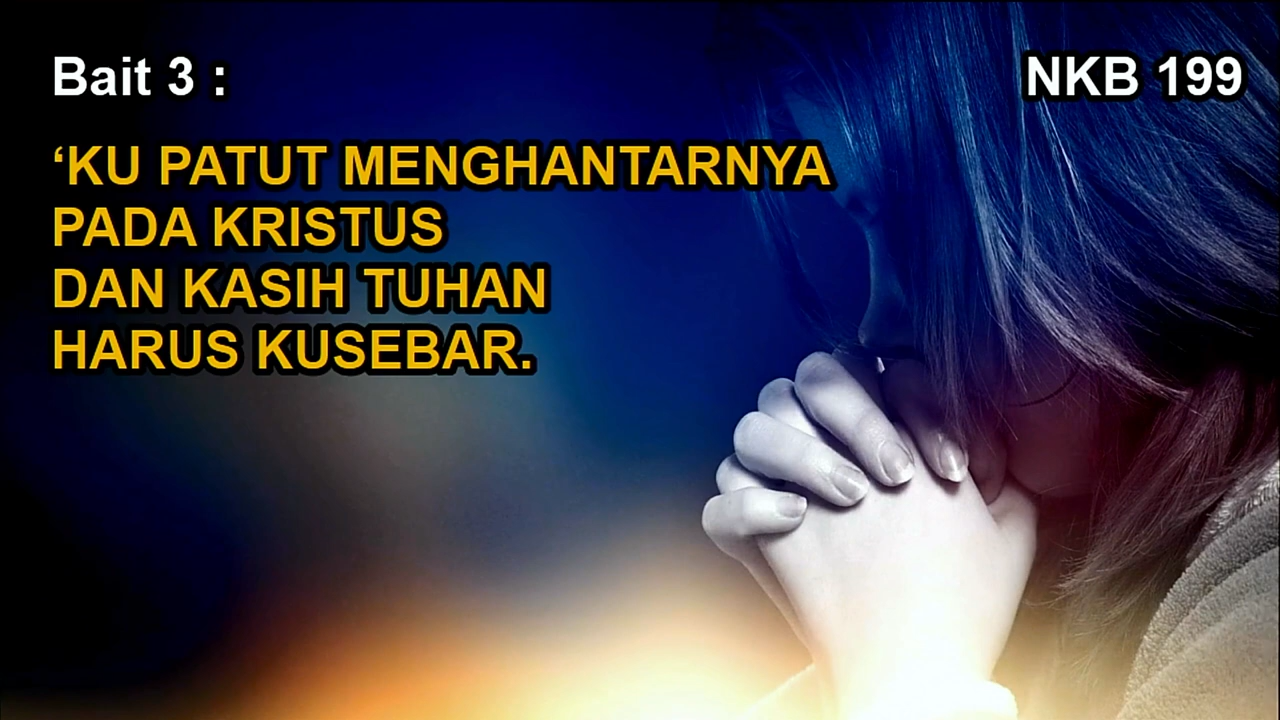 Bait 3 :
NKB 199
‘KU PATUT MENGHANTARNYA
PADA KRISTUS
DAN KASIH TUHAN
HARUS KUSEBAR.